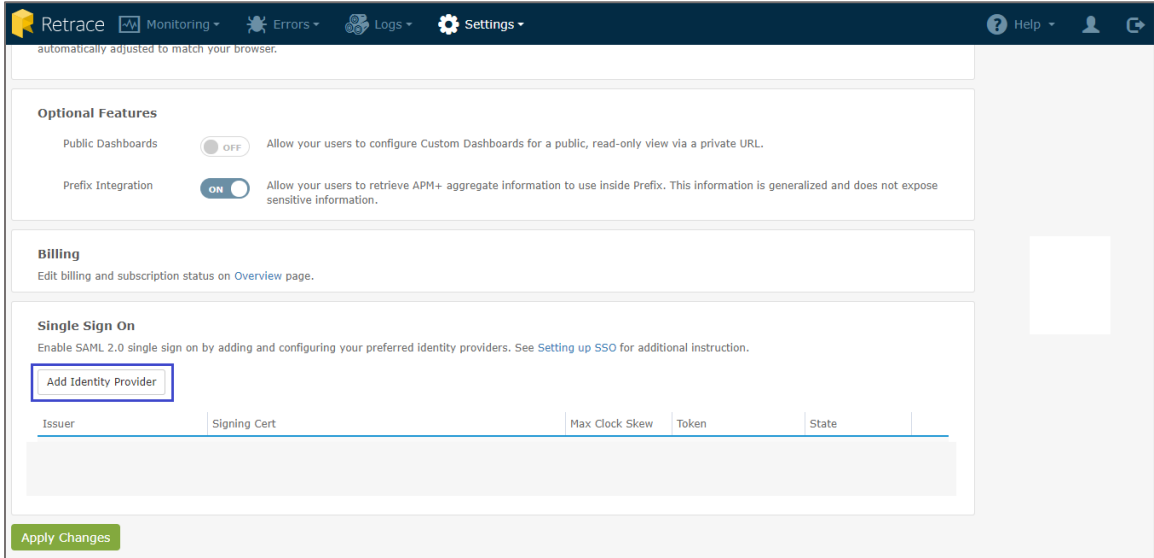 Retrace Monitoring Errors Logs Settings Help
automatically adjusted to match your browser.
Optional Features
Public Dashboards OFF Allow your users to configure Custom Dashboards for a public, read-only view via a private URL.
Prefix Integration ON Allow your users to retrieve APM+ aggregate information to use inside Prefix. This information is generalized and does not expose
sensitive information.
Billing
Edit billing and subscription status on Overview page.
Single Sign On
Enable SAML 2.0 single sign on by adding and configuring your preferred identity providers. See Setting up SSO for additional instruction.
Add Identity Provider
Issuer Signing Cert Max Clock Skew Token State
Apply Changes